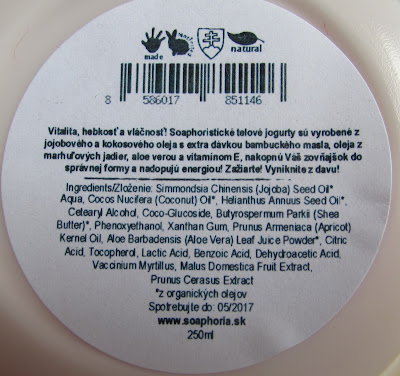 made Not tried natural
8 586017 851146
Vitalita, hebkosť a vláčnosť! Soaphoristické telové jogurty sú vyrobené z
jojobového a kokosového oleja s extra dávkou bambuckého masla, oleja z
marhuľových jadier, aloe verou a vitamínom E, nakopnú Váš zovňajšok do
správnej formy a nadopujú energiou! Zažiarte! Vyniknite z davu!
Ingredients/Zloženie: Simmondsia Chinensis (Jojoba) Seed Oil*
Aqua, Cocos Nucifera (Coconut) Oil*, Helianthus Annuus Seed Oil*,
Cetearyl Alcohol, Coco-Glucoside, Butyrospermum Parkii (Shea
Butter)*, Phenoxyethanol, Xanthan Gum, Prunus Armeniaca (Apricot)
Kernel Oil, Aloe Barbadensis (Aloe Vera) Leaf Juice Powder*, Citric
Acid, Tocopherol, Lactic Acid, Benzoic Acid, Dehydroacetic Acid,
Vaccinium Myrtillus, Malus Domestica Fruit Extract,
Prunus Cerasus Extract
*z organických olejov
Spotrebujte do: 05/2017
www.soaphoria.sk
250ml